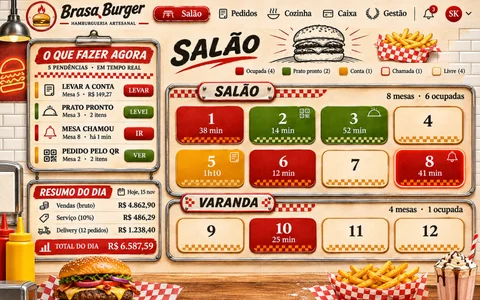 Brasa Burger
HAMBURGUERIA ARTESANAL
Salão
Pedidos
Cozinha
Caixa
Gestão
SK
O QUE FAZER AGORA
5 PENDÊNCIAS · EM TEMPO REAL
LEVAR A CONTA
Mesa 5 · R$ 149,27
LEVAR
PRATO PRONTO
Mesa 3 · 2 itens
LEVEI
MESA CHAMOU
Mesa 8 · há 1 min
IR
PEDIDO PELO QR
Mesa 2 · 2 itens
VER
RESUMO DO DIA
Hoje, 15 nov
Vendas (bruto) R$ 4.862,90
Serviço (10%) R$ 486,29
Delivery (12 pedidos) R$ 1.238,40
TOTAL DO DIA R$ 6.587,59
SALÃO
Ocupada (4)
Prato pronto (2)
Conta (1)
Chamada (1)
Livre (4)
SALÃO
8 mesas · 6 ocupadas
1
38 min
2
14 min
3
52 min
4
5
1h10
6
12 min
7
8
41 min
VARANDA
4 mesas · 1 ocupada
9
10
25 min
11
12